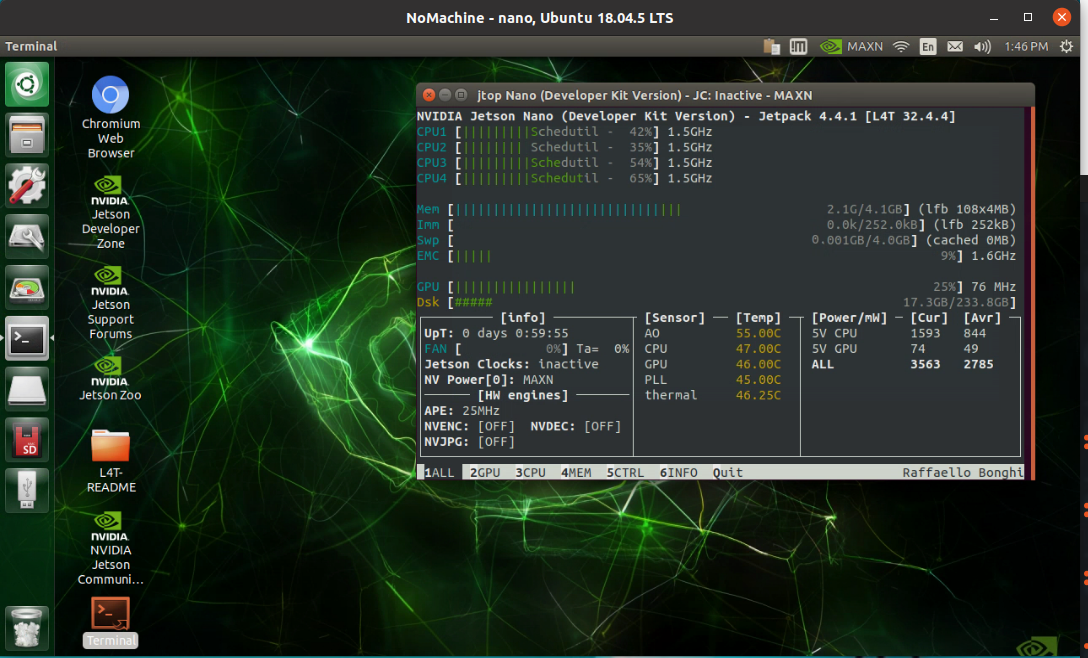 NoMachine - nano, Ubuntu 18.04.5 LTS
Terminal
MAXN
En
1:46 PM
Chromium
Web
Browser
NVIDIA.
Jetson
Developer
Zone
NVIDIA.
Jetson
Support
Forums
NVIDIA.
Jetson Zoo
L4T-
README
NVIDIA.
NVIDIA
Jetson
Communi...
Terminal
SD
jtop Nano (Developer Kit Version) - JC: Inactive - MAXN
NVIDIA Jetson Nano (Developer Kit Version) - Jetpack 4.4.1 [L4T 32.4.4]
CPU1 [|||||||||Schedutil - 42%] 1.5GHz
CPU2 [|||||||| Schedutil - 35%] 1.5GHz
CPU3 [|||||||||Schedutil - 54%] 1.5GHz
CPU4 [|||||||||Schedutil - 65%] 1.5GHz
Mem [|||||||||||||||||||||||||||||| 2.1G/4.1GB] (lfb 108x4MB)
Imm [ 0.0k/252.0kB] (lfb 252kB)
Swp [ 0.001GB/4.0GB] (cached 0MB)
EMC [||||| 9%] 1.6GHz
GPU [|||||||||||||||| 25%] 76 MHz
Dsk [##### 17.3GB/233.8GB]
[info] [Sensor] [Temp] [Power/mW] [Cur] [Avr]
UpT: 0 days 0:59:55 AO 55.00C 5V CPU 1593 844
FAN [ 0%] Ta= 0% CPU 47.00C 5V GPU 74 49
Jetson Clocks: inactive GPU 46.00C ALL 3563 2785
NV Power[0]: MAXN PLL 45.00C
[HW engines] thermal 46.25C
APE: 25MHz
NVENC: [OFF] NVDEC: [OFF]
NVJPG: [OFF]
1ALL 2GPU 3CPU 4MEM 5CTRL 6INFO Quit Raffaello Bonghi